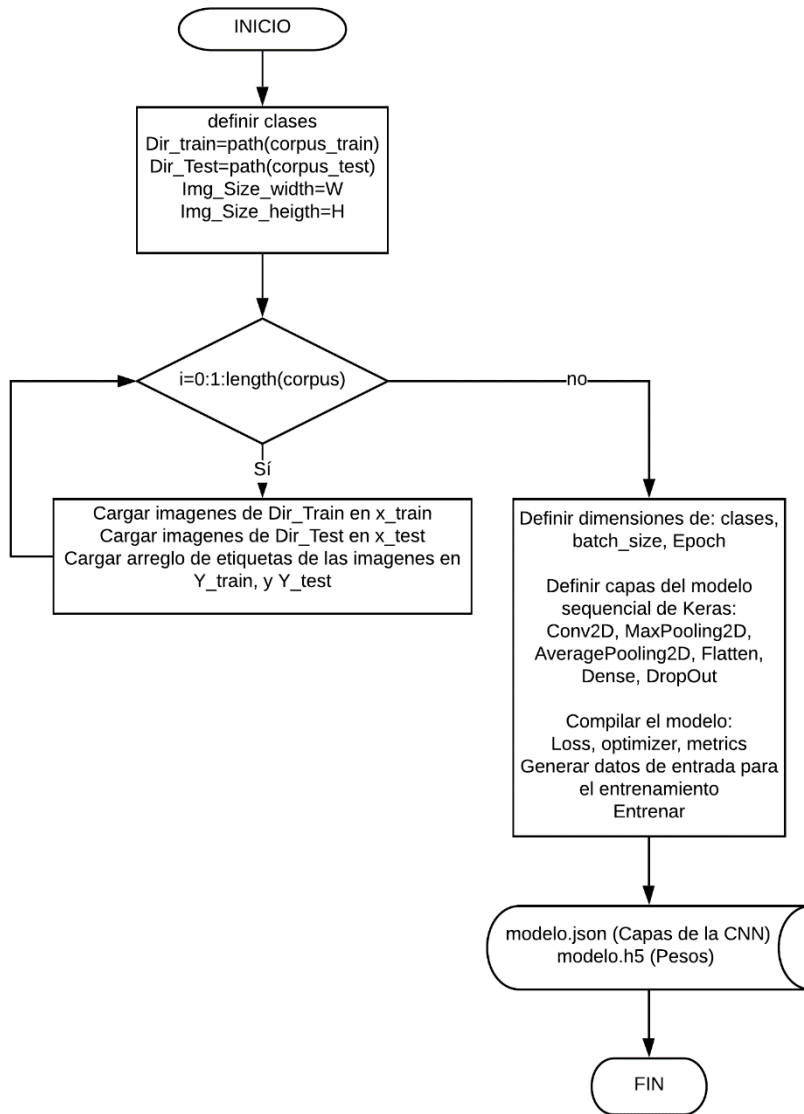 INICIO
definir clases
Dir_train=path(corpus_train)
Dir_Test=path(corpus_test)
Img_Size_width=W
Img_Size_heigth=H
i=0:1:length(corpus)
no
Sí
Cargar imagenes de Dir_Train en x_train
Cargar imagenes de Dir_Test en x_test
Cargar arreglo de etiquetas de las imagenes en
Y_train, y Y_test
Definir dimensiones de: clases,
batch_size, Epoch
Definir capas del modelo
sequencial de Keras:
Conv2D, MaxPooling2D,
AveragePooling2D, Flatten,
Dense, DropOut
Compilar el modelo:
Loss, optimizer, metrics
Generar datos de entrada para
el entrenamiento
Entrenar
modelo.json (Capas de la CNN)
modelo.h5 (Pesos)
FIN